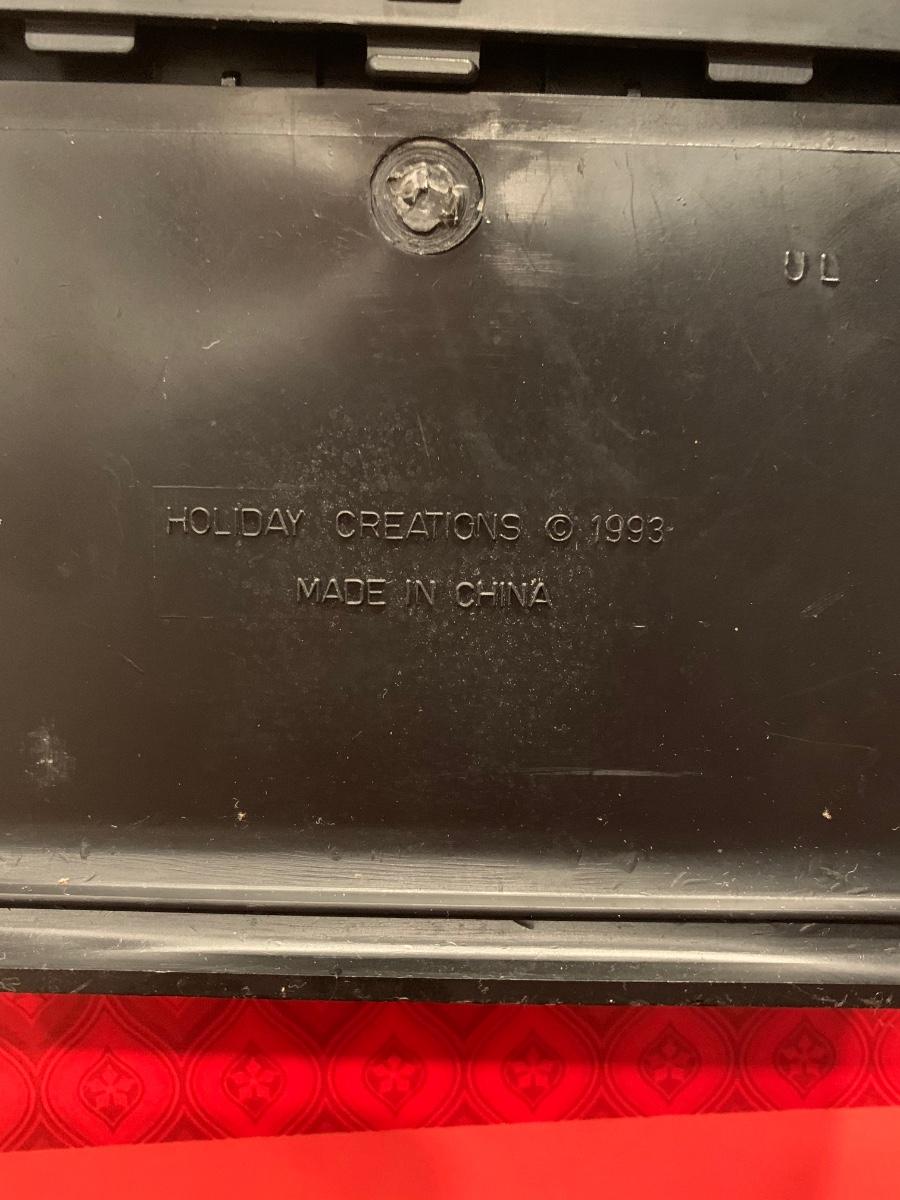 UL
HOLIDAY CREATIONS © 1993
MADE IN CHINA